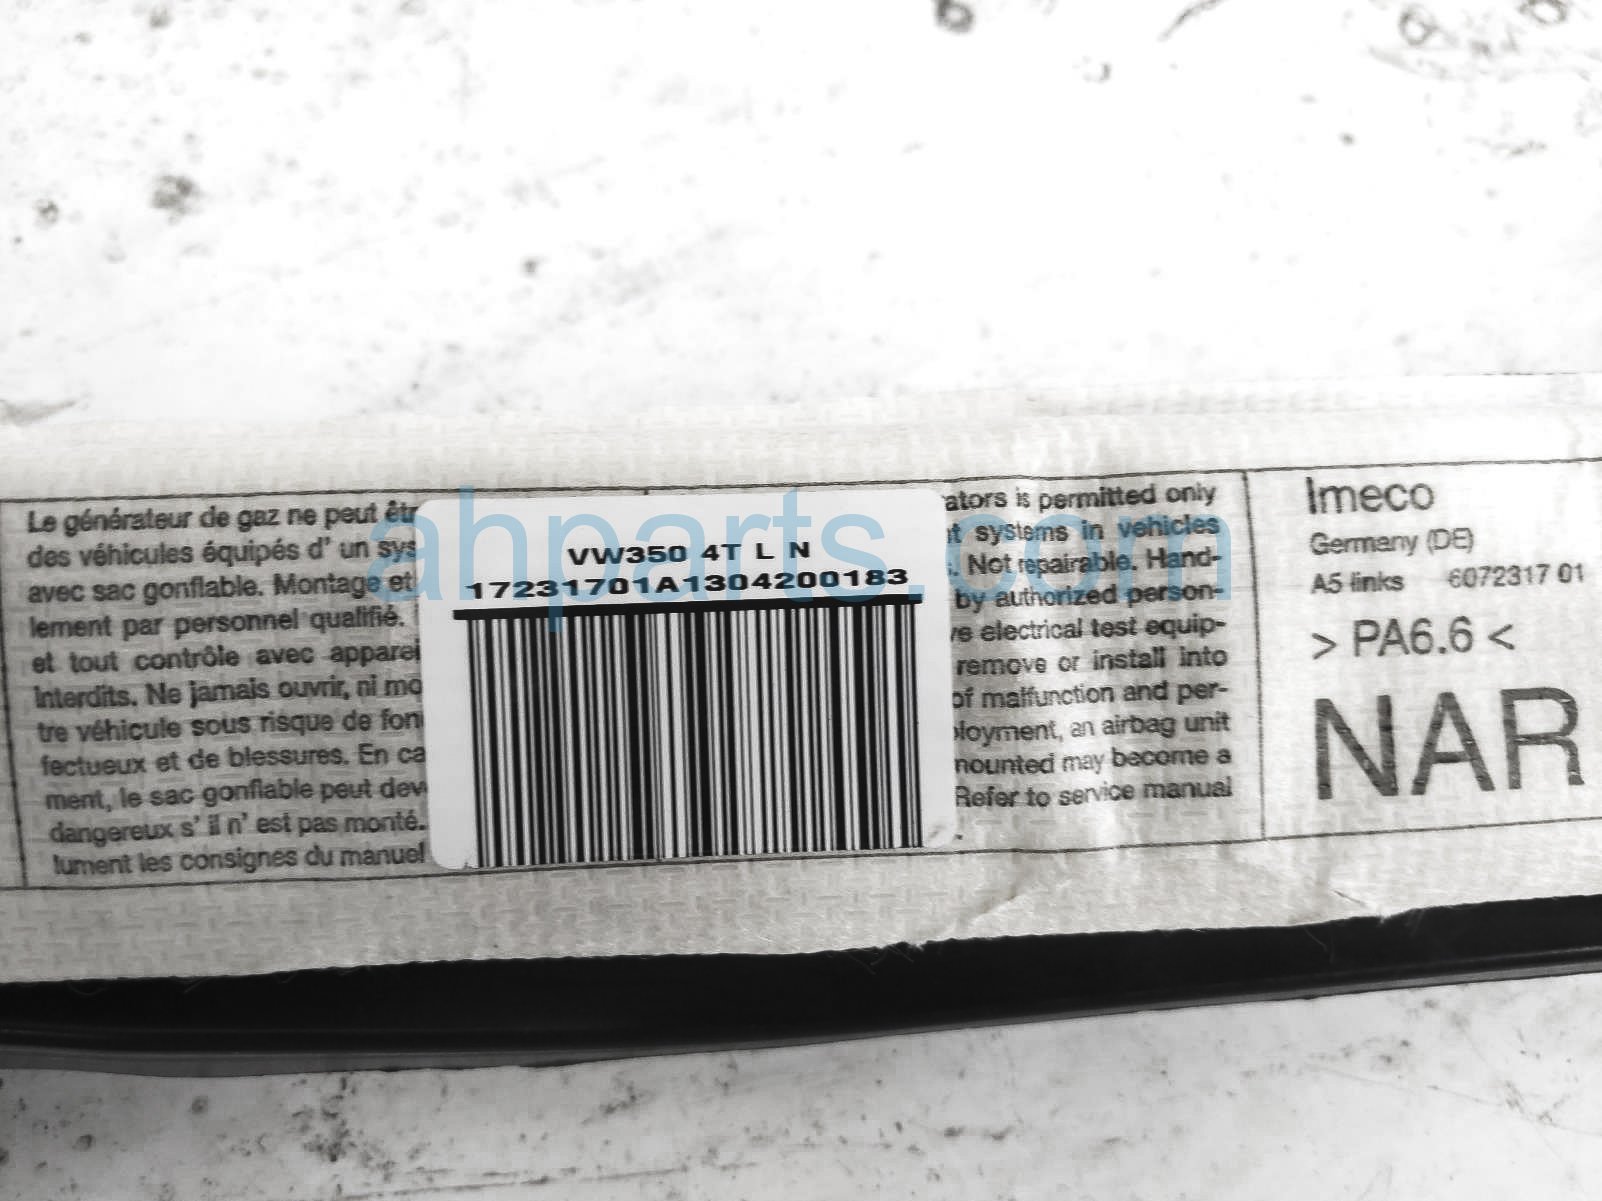 Le générateur de gaz ne peut êtr
des véhicules équipés d' un sys
avec sac gonflable. Montage et
lement par personnel qualifié.
et tout contrôle avec apparei
interdits. Ne jamais ouvrir, ni mo
tre véhicule sous risque de fon
fectueux et de blessures. En ca
ment, le sac gonflable peut dev
dangereux s' il n' est pas monté.
lument les consignes du manuel
VW350 4T L N
17231701A1304200183
ators is permitted only
t systems in vehicles
. Not repairable. Hand-
by authorized person-
e electrical test equip-
remove or install into
of malfunction and per-
loyment, an airbag unit
mounted may become a
Refer to service manual
.
Imeco
Germany (DE)
A5 links 6072317 01
> PA6.6 <
NAR
ahparts.com